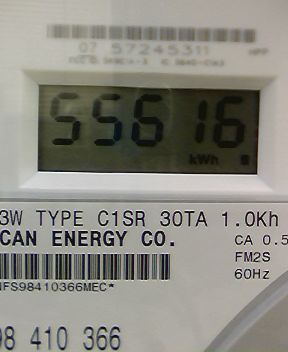 07 57245311
55616
kWh
3W TYPE C1SR 30TA 1.0Kh
CAN ENERGY CO. CA 0.5
FM2S
60Hz
NFS98410366MEC*
98 410 366